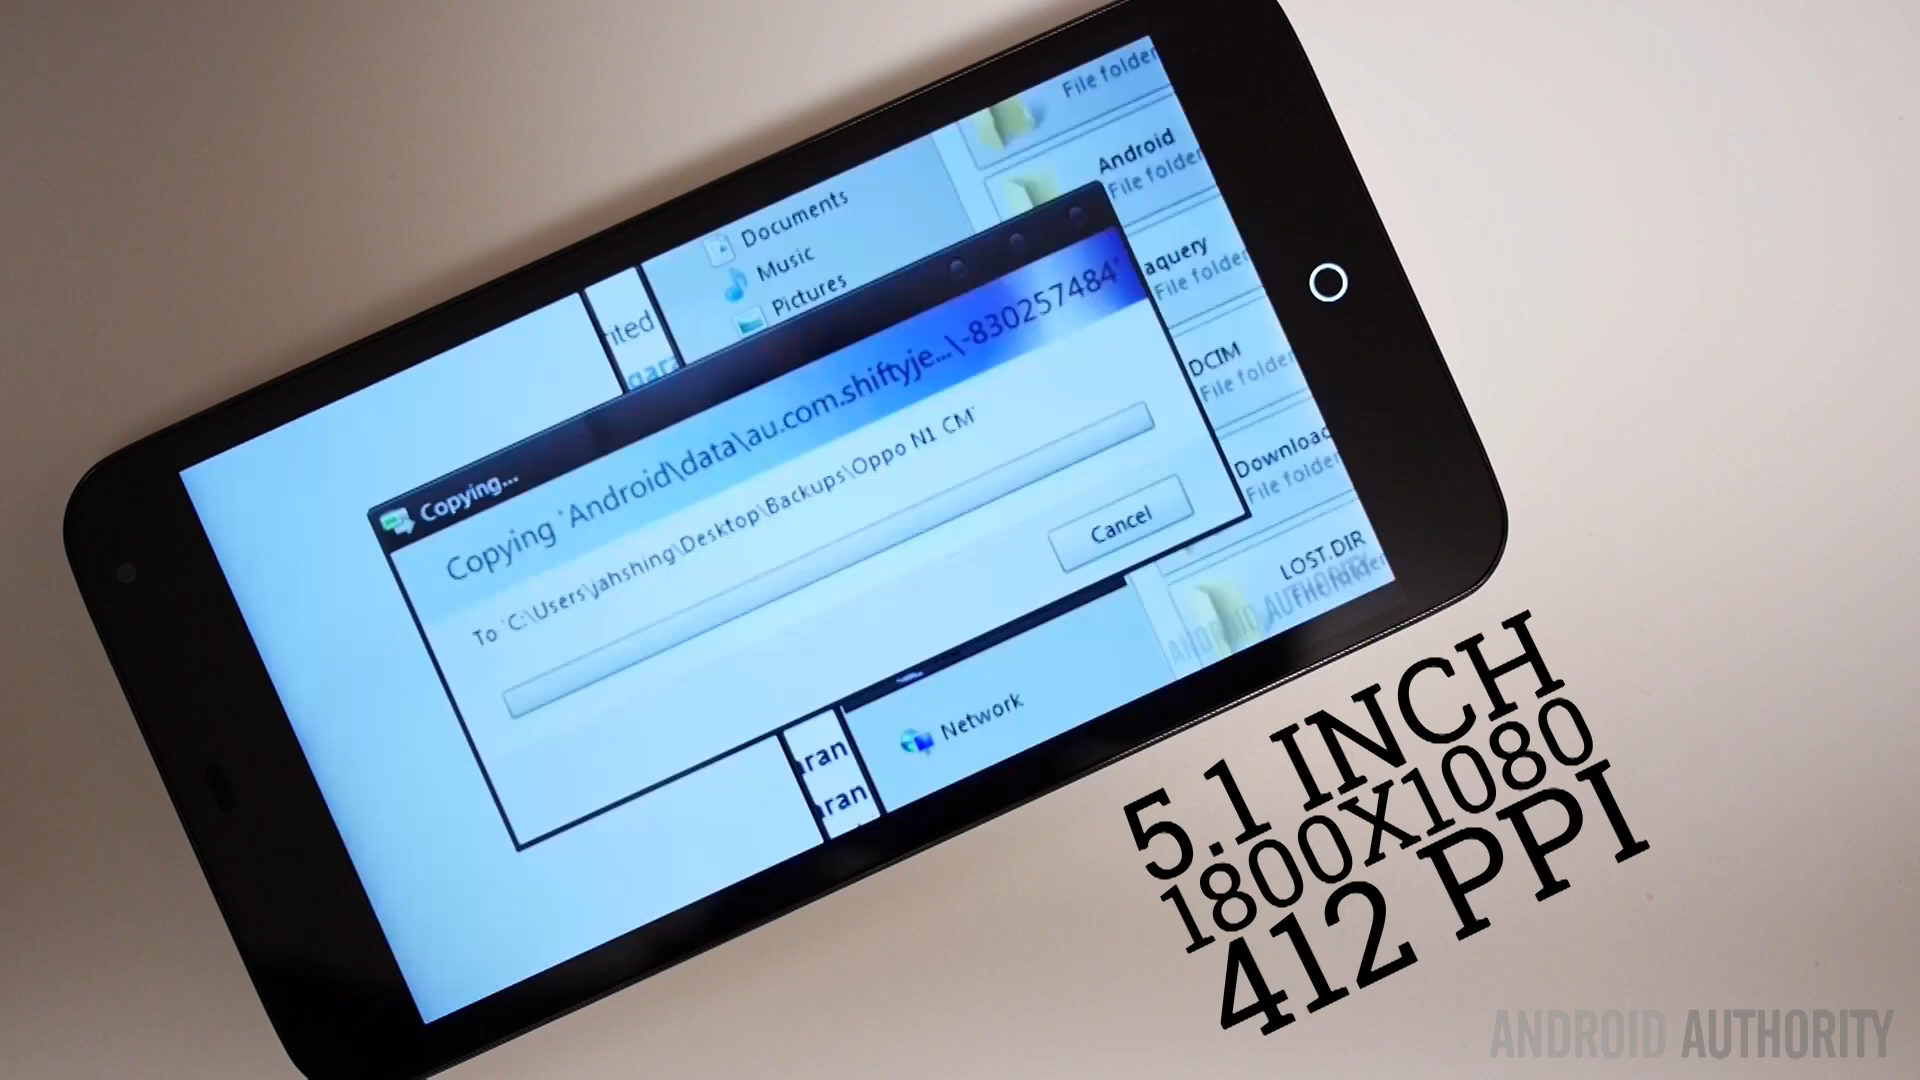 File folder
Android
File folder
Documents
Music
Pictures
aquery
File folder
DCIM
File folder
Copying...
Copying 'Android\data\au.com.shiftyje...\-830257484'
To 'C:\Users\jahshing\Desktop\Backups\Oppo N1 CM'
Cancel
File folder
LOST.DIR
ANDROID AUTHORITY
Network
5.1 INCH
1800X1080
412 PPI
ANDROID AUTHORITY